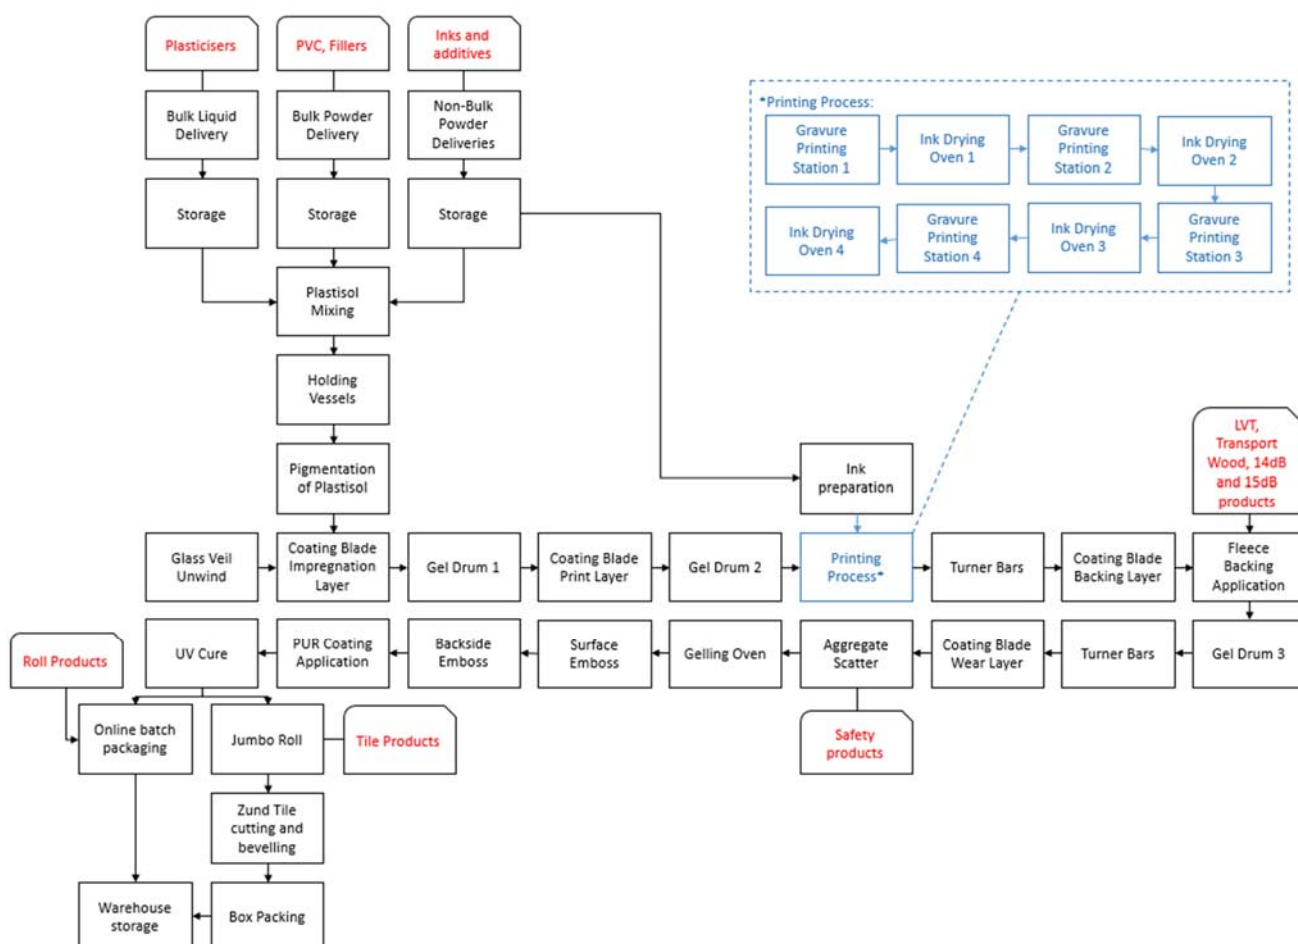 Plasticisers
PVC, Fillers
Inks and
additives
Bulk Liquid
Delivery
Bulk Powder
Delivery
Non-Bulk
Powder
Deliveries
*Printing Process:
Gravure
Printing
Station 1
Ink Drying
Oven 1
Gravure
Printing
Station 2
Ink Drying
Oven 2
Storage
Storage
Storage
Ink Drying
Oven 4
Gravure
Printing
Station 4
Ink Drying
Oven 3
Gravure
Printing
Station 3
Plastisol
Mixing
Holding
Vessels
Pigmentation
of Plastisol
Ink
preparation
LVT,
Transport
Wood, 14dB
and 15dB
products
Glass Veil
Unwind
Coating Blade
Impregnation
Layer
Gel Drum 1
Coating Blade
Print Layer
Gel Drum 2
Printing
Process*
Turner Bars
Coating Blade
Backing Layer
Fleece
Backing
Application
Roll Products
UV Cure
PUR Coating
Application
Backside
Emboss
Surface
Emboss
Gelling Oven
Aggregate
Scatter
Coating Blade
Wear Layer
Turner Bars
Gel Drum 3
Online batch
packaging
Jumbo Roll
Tile Products
Safety
products
Zund Tile
cutting and
bevelling
Warehouse
storage
Box Packing